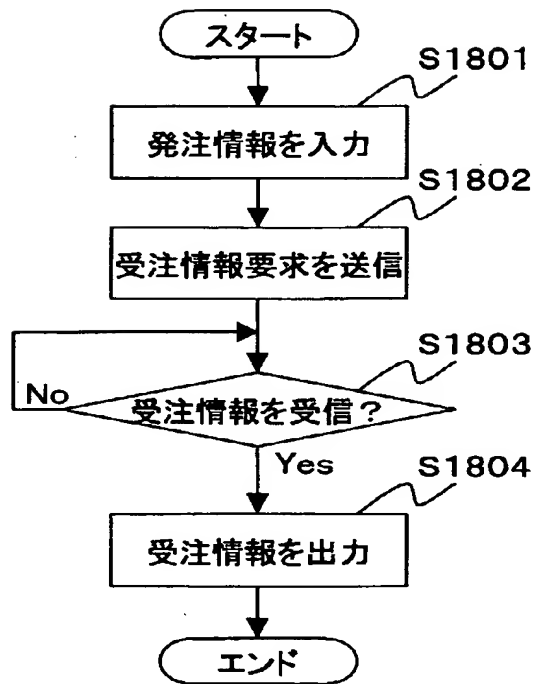 スタート
S1801
発注情報を入力
S1802
受注情報要求を送信
S1803
No
受注情報を受信？
Yes
S1804
受注情報を出力
エンド